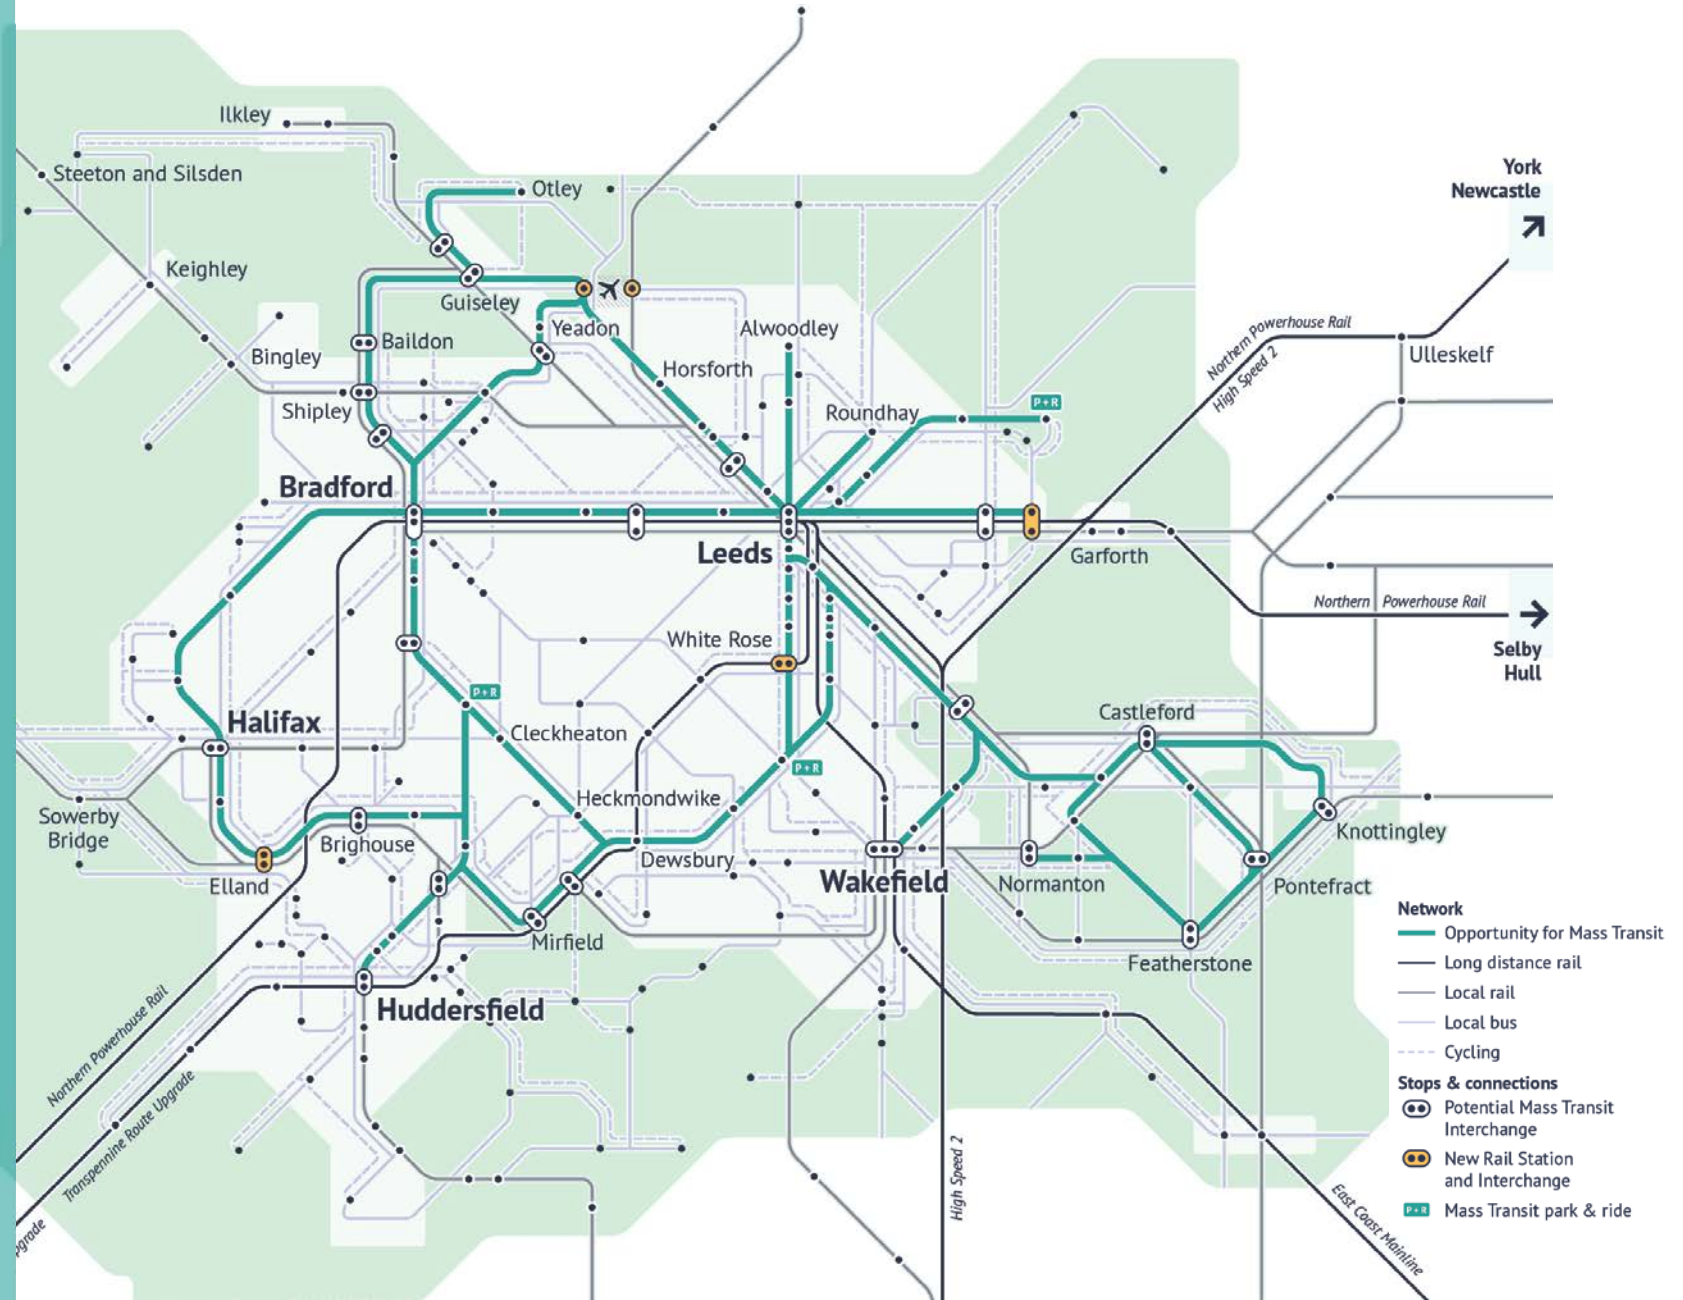 Ilkley
Steeton and Silsden
Otley
York
Newcastle
Keighley
Guiseley
Yeadon
Alwoodley
Northern Powerhouse Rail
High Speed 2
Ulleskelf
Baildon
Bingley
Horsforth
Shipley
Roundhay
P+R
Bradford
Leeds
Garforth
Northern Powerhouse Rail
Selby
Hull
White Rose
P+R
Halifax
Cleckheaton
Castleford
P+R
Heckmondwike
Sowerby
Bridge
Brighouse
Knottingley
Dewsbury
Elland
Wakefield
Normanton
Pontefract
Mirfield
Featherstone
Huddersfield
Northern Powerhouse Rail
Transpennine Route Upgrade
pgrade
High Speed 2
East Coast Mainline
Network
Opportunity for Mass Transit
Long distance rail
Local rail
Local bus
Cycling
Stops & connections
Potential Mass Transit
Interchange
New Rail Station
and Interchange
P+R
Mass Transit park & ride